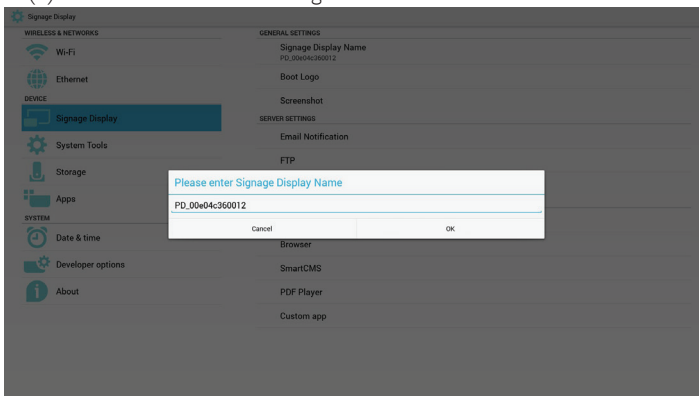 Signage Display
WIRELESS & NETWORKS
Wi-Fi
Ethernet
DEVICE
Signage Display
System Tools
Storage
Apps
SYSTEM
Date & time
Developer options
About
GENERAL SETTINGS
Signage Display Name
PD_00e04c360012
Boot Logo
Screenshot
SERVER SETTINGS
Email Notification
FTP
Please enter Signage Display Name
PD_00e04c360012
Cancel
OK
Browser
SmartCMS
PDF Player
Custom app